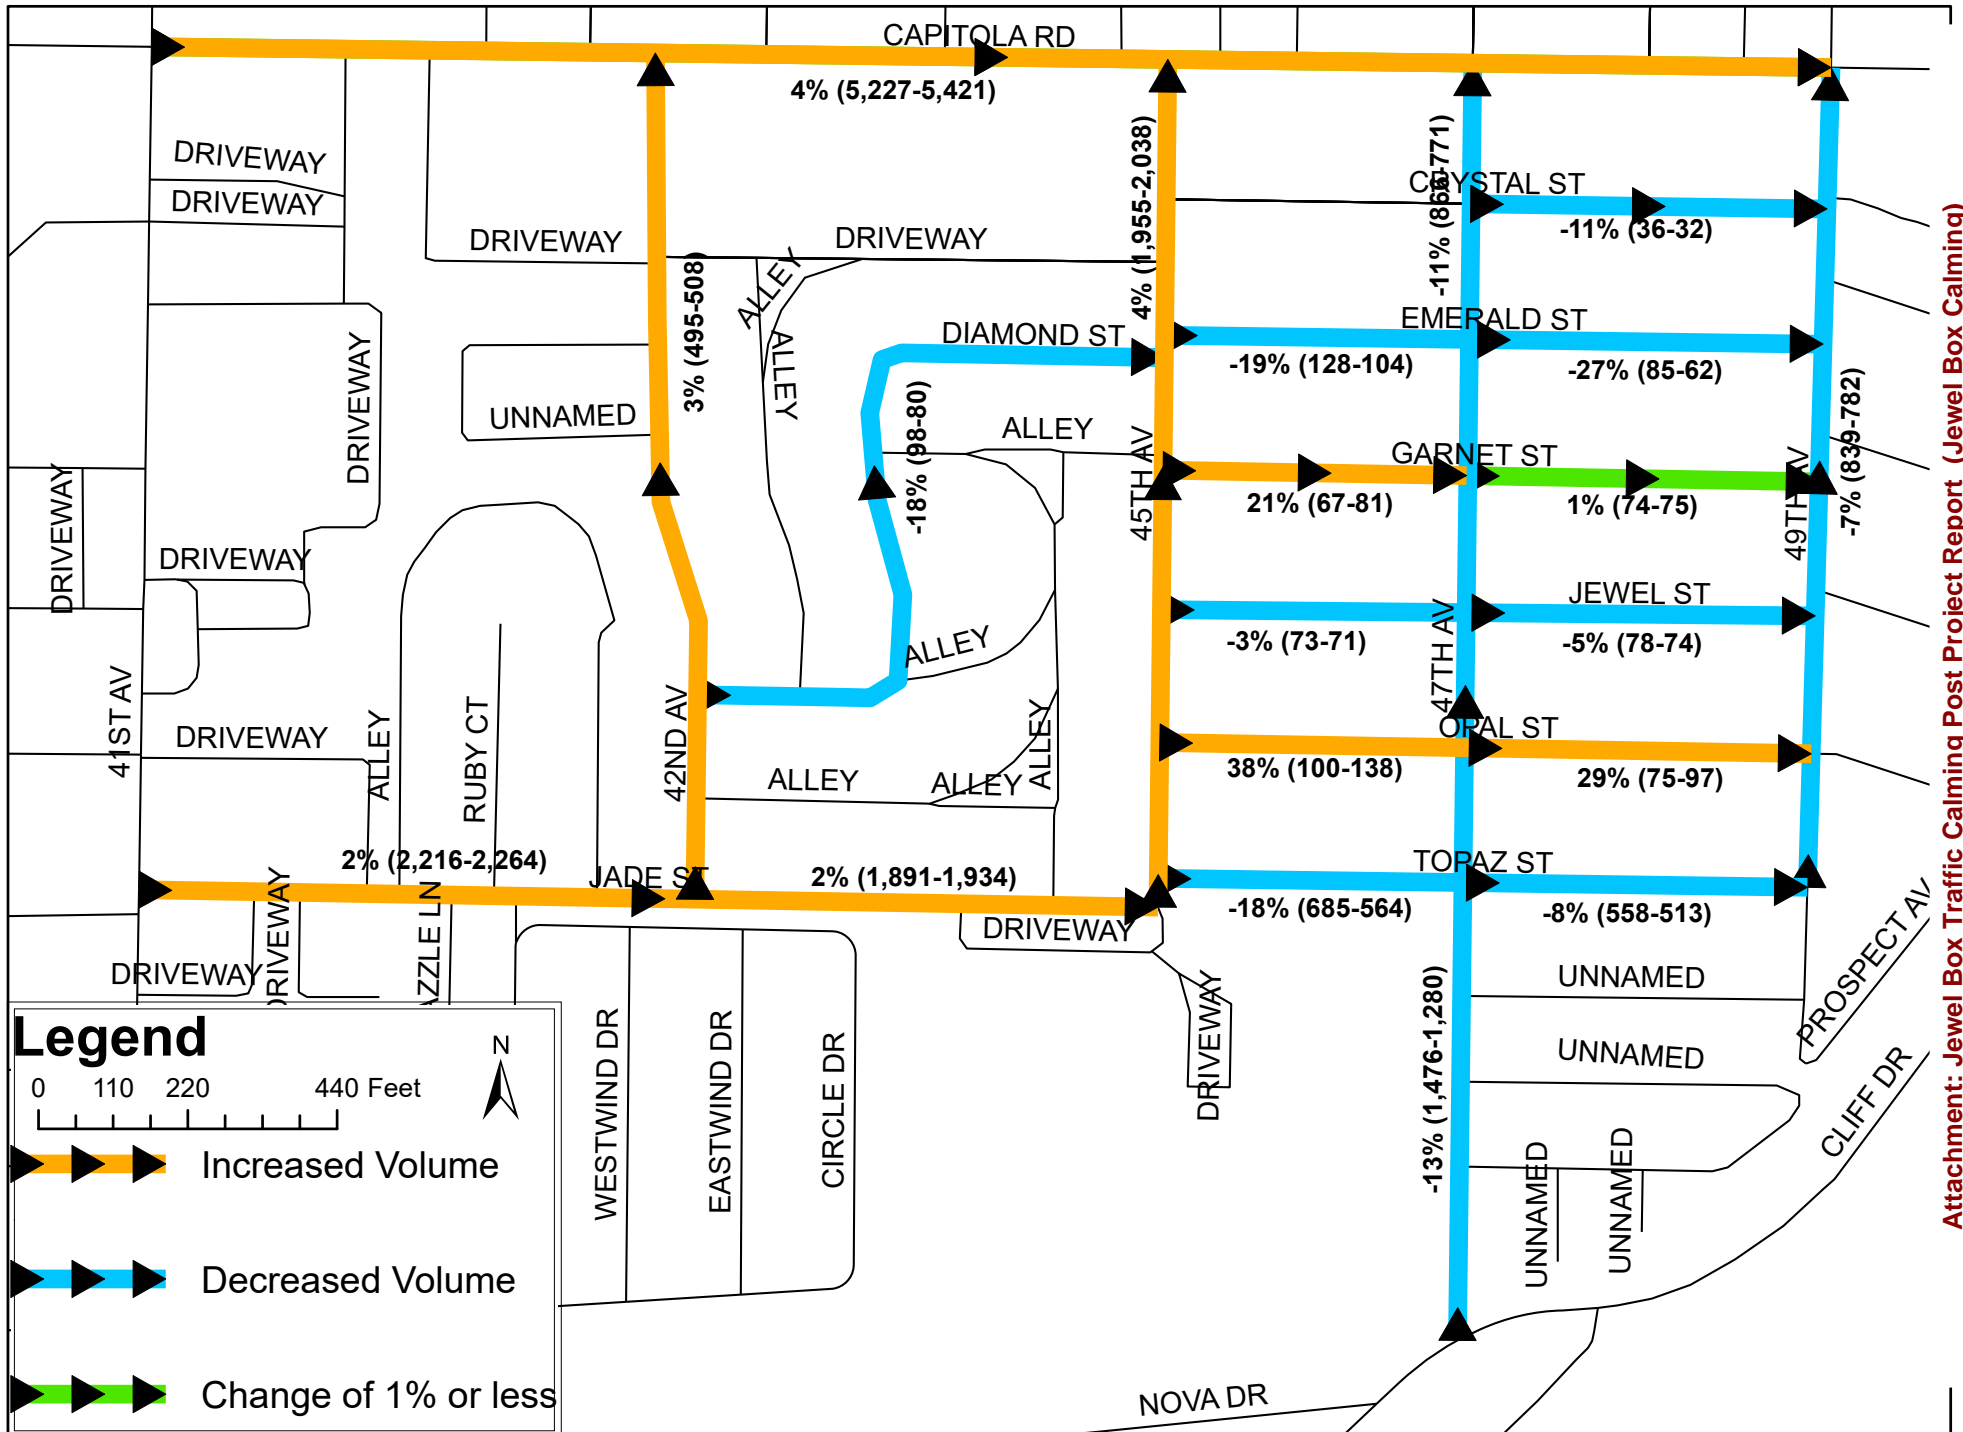 CAPITOLA RD
4% (5,227-5,421)
DRIVEWAY
DRIVEWAY
DRIVEWAY
DRIVEWAY
ALLEY
ALLEY
3% (495-508)
4% (1,955-2,038)
-11% (866-771)
CRYSTAL ST
-11% (36-32)
DIAMOND ST
EMERALD ST
-19% (128-104)
-27% (85-62)
DRIVEWAY
UNNAMED
-18% (98-80)
ALLEY
45TH AV
GARNET ST
21% (67-81)
1% (74-75)
49TH AV
-7% (839-782)
DRIVEWAY
DRIVEWAY
JEWEL ST
-3% (73-71)
-5% (78-74)
47TH AV
ALLEY
41ST AV
DRIVEWAY
ALLEY
RUBY CT
42ND AV
ALLEY
ALLEY
ALLEY
OPAL ST
38% (100-138)
29% (75-97)
2% (2,216-2,264)
JADE ST
2% (1,891-1,934)
TOPAZ ST
-18% (685-564)
-8% (558-513)
DRIVEWAY
DRIVEWAY
DRIVEWAY
AZZLE LN
DRIVEWAY
UNNAMED
UNNAMED
UNNAMED
UNNAMED
PROSPECT AV
CLIFF DR
-13% (1,476-1,280)
WESTWIND DR
EASTWIND DR
CIRCLE DR
NOVA DR
Legend
N
0 110 220 440 Feet
Increased Volume
Decreased Volume
Change of 1% or less
Attachment: Jewel Box Traffic Calming Post Project Report (Jewel Box Calming)